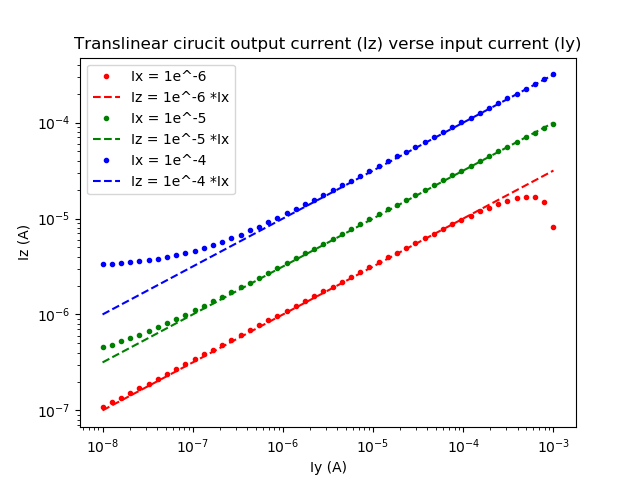 Translinear cirucit output current (Iz) verse input current (Iy)
Ix = 1e^-6
Iz = 1e^-6 *Ix
Ix = 1e^-5
Iz = 1e^-5 *Ix
Ix = 1e^-4
Iz = 1e^-4 *Ix
Iz (A)
10⁻⁴
10⁻⁵
10⁻⁶
10⁻⁷
10⁻⁸ 10⁻⁷ 10⁻⁶ 10⁻⁵ 10⁻⁴ 10⁻³
Iy (A)